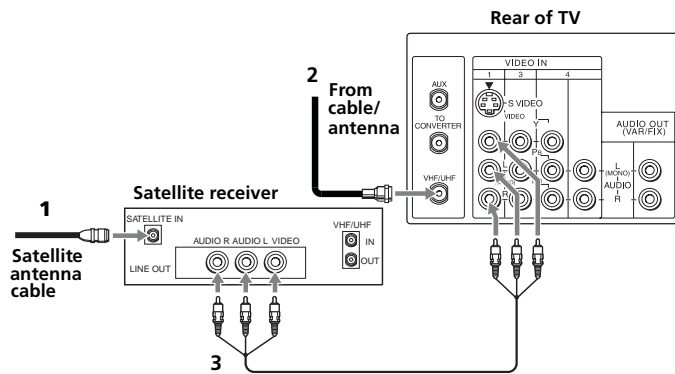 Rear of TV
VIDEO IN
1 3 4
AUX
S VIDEO
VIDEO
TO
CONVERTER
Y
AUDIO OUT
(VAR/FIX)
2
From
cable/
antenna
L
PB
L
(MONO)
AUDIO
R
VHF/UHF
R
Satellite receiver
1
SATELLITE IN
VHF/UHF
IN
OUT
AUDIO R AUDIO L VIDEO
LINE OUT
Satellite
antenna
cable
3